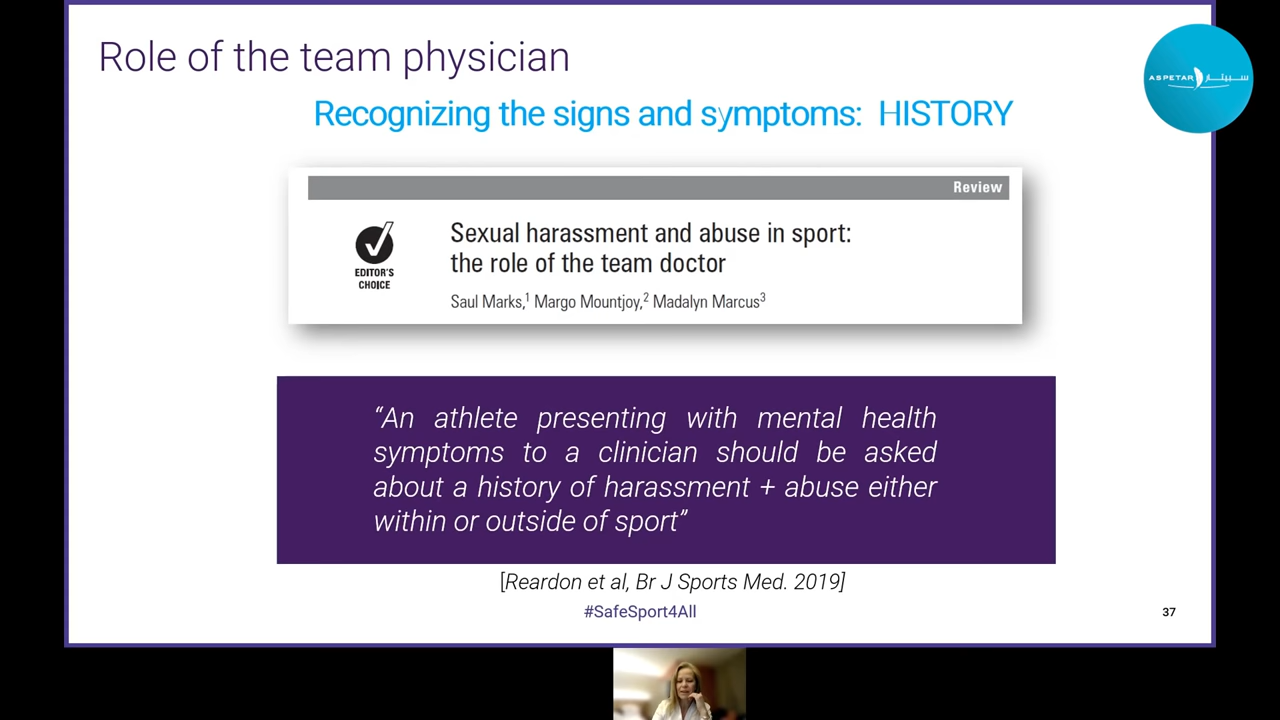 Role of the team physician
ASPETAR سبيتار
Recognizing the signs and symptoms: HISTORY
Review
EDITOR'S
CHOICE
Sexual harassment and abuse in sport:
the role of the team doctor
Saul Marks,1 Margo Mountjoy,2 Madalyn Marcus3
“An athlete presenting with mental health
symptoms to a clinician should be asked
about a history of harassment + abuse either
within or outside of sport”
[Reardon et al, Br J Sports Med. 2019]
#SafeSport4All
37